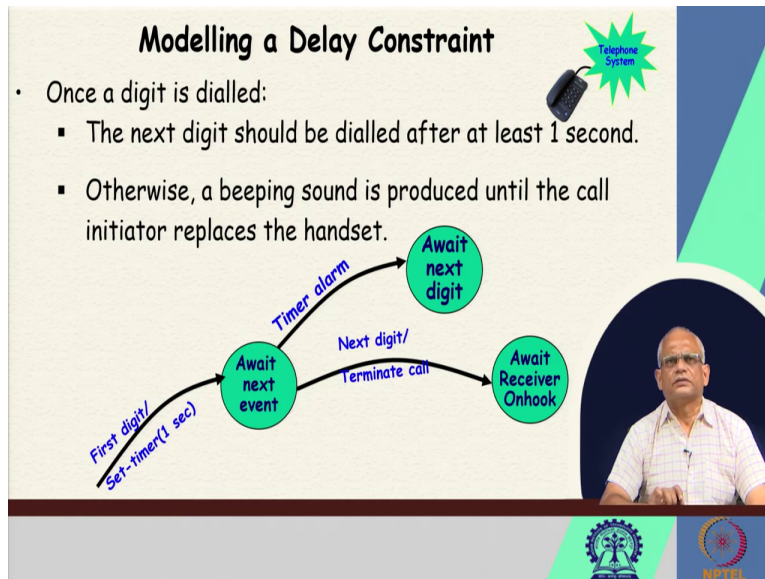 Modelling a Delay Constraint
Telephone
System
• Once a digit is dialled:
▪ The next digit should be dialled after at least 1 second.
▪ Otherwise, a beeping sound is produced until the call
initiator replaces the handset.
Await
next
digit
Timer alarm
Next digit/
Terminate call
Await
next
event
Await
Receiver
Onhook
First digit/
Set-timer(1 sec)
NPTEL